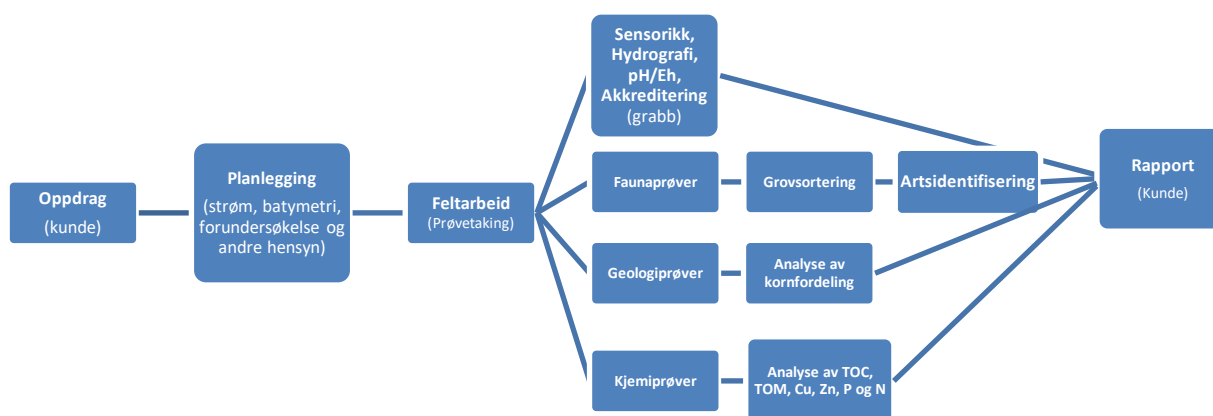 Oppdrag
(kunde)
Planlegging
(strøm, batymetri,
forundersøkelse og
andre hensyn)
Feltarbeid
(Prøvetaking)
Sensorikk,
Hydrografi,
pH/Eh,
Akkreditering
(grabb)
Faunaprøver
Grovsortering
Artsidentifisering
Geologiprøver
Analyse av
kornfordeling
Kjemiprøver
Analyse av TOC,
TOM, Cu, Zn, P og N
Rapport
(Kunde)